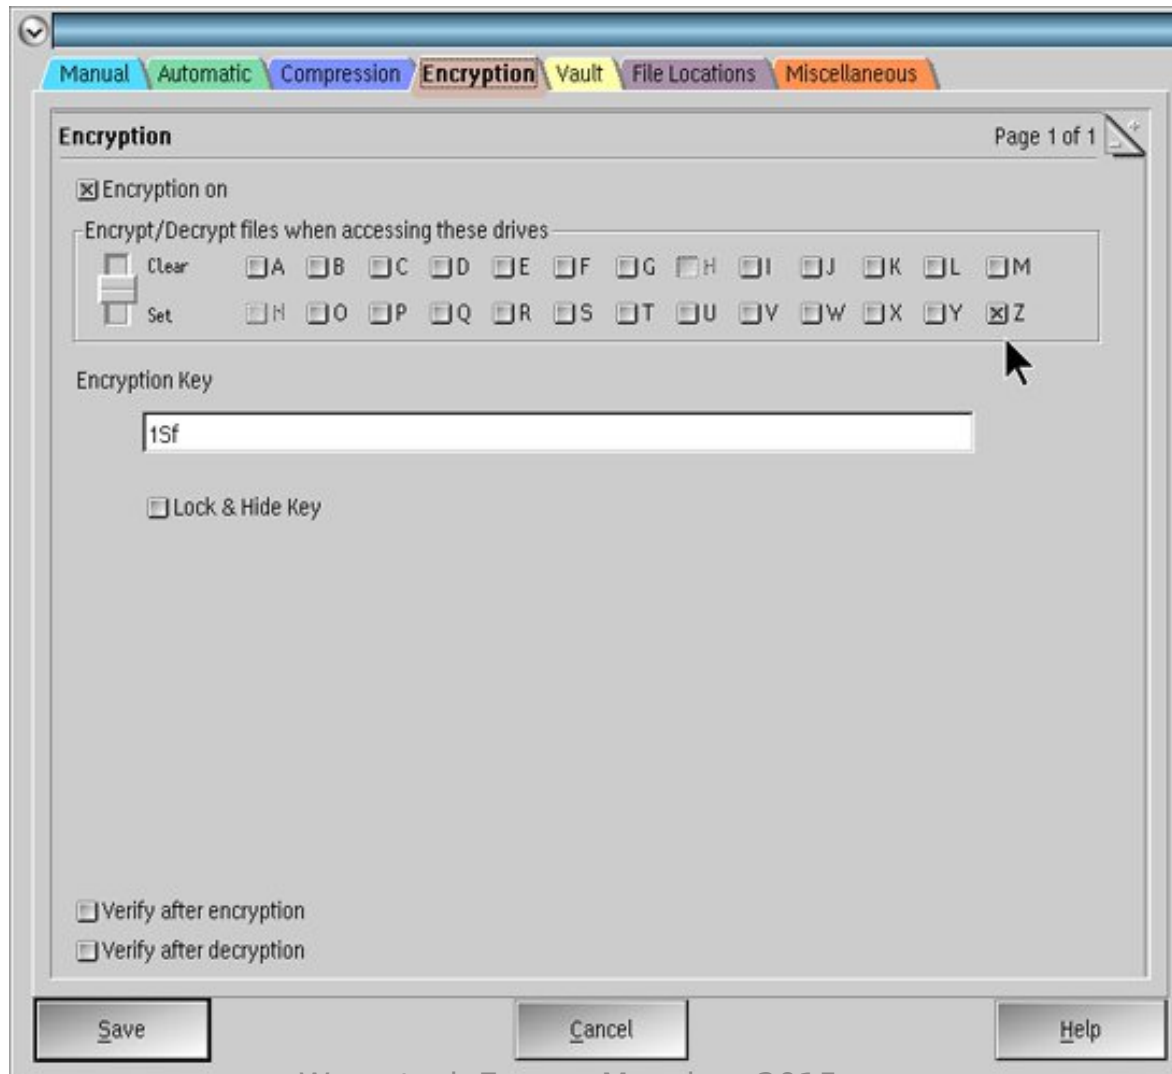 Manual Automatic Compression Encryption Vault File Locations Miscellaneous
Encryption Page 1 of 1
Encryption on
Encrypt/Decrypt files when accessing these drives
Clear A B C D E F G H I J K L M
Set N O P Q R S T U V W X Y Z
Encryption Key
1Sf
Lock & Hide Key
Verify after encryption
Verify after decryption
Save Cancel Help